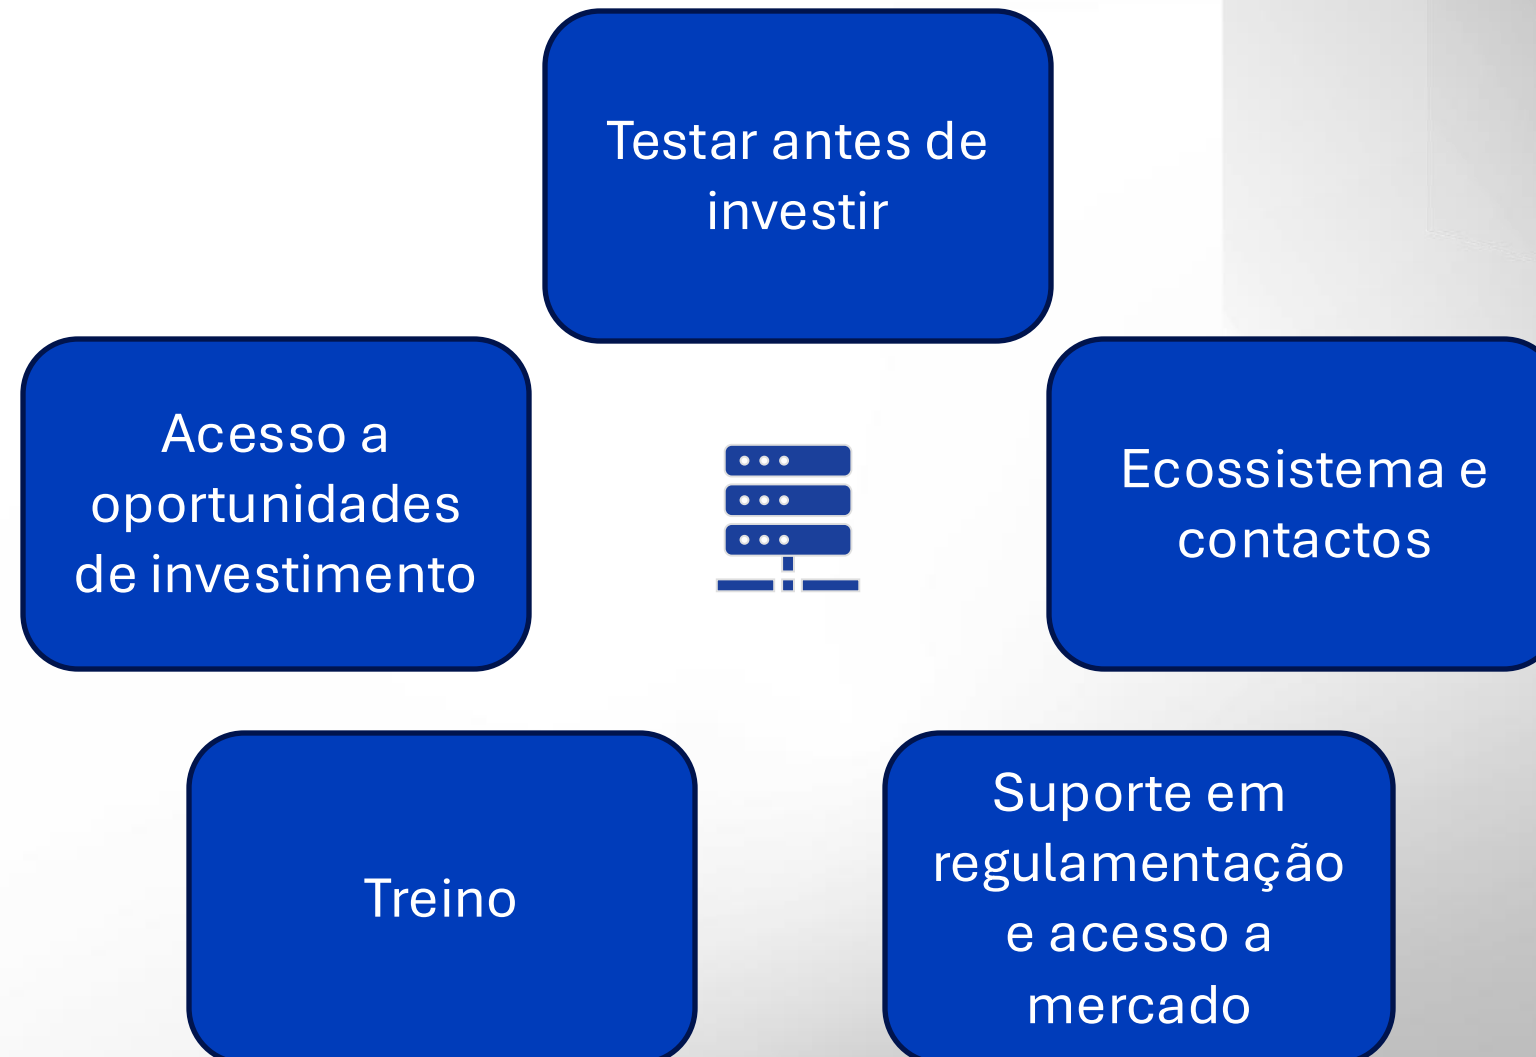 Testar antes de
investir
Acesso a
oportunidades
de investimento
Ecossistema e
contactos
Treino
Suporte em
regulamentação
e acesso a
mercado